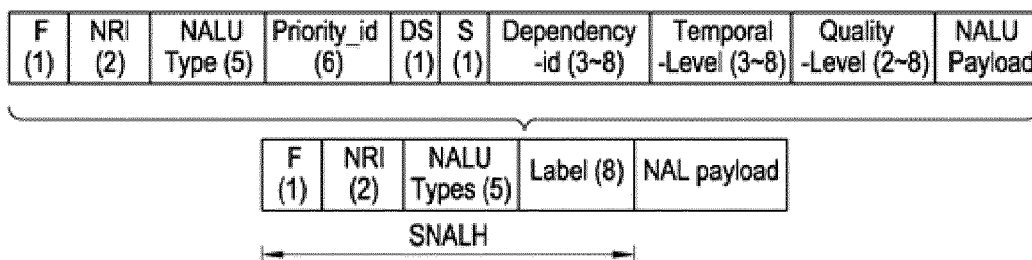 F NRI NALU Priority_id DS S Dependency Temporal Quality NALU
(1) (2) Type (5) (6) (1) (1) -id (3~8) -Level (3~8) -Level (2~8) Payload
F NRI NALU Label (8) NAL payload
(1) (2) Types (5)
SNALH